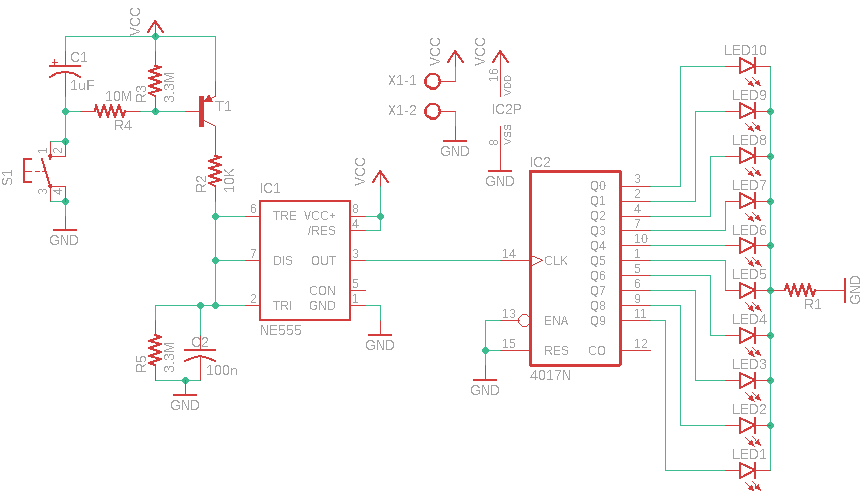 VCC
C1
1uF
10M
R4
R3
3.3M
T1
S1
1
2
3
4
GND
R2
10K
X1-1
X1-2
VCC
GND
VCC
16
VDD
IC2P
8
VSS
GND
IC1
VCC
6 TRE VCC+ 8
/RES 4
7 DIS OUT 3
CON 5
2 TRI GND 1
NE555
GND
R5
3.3M
C2
100n
GND
IC2
14 CLK
13 ENA
15 RES
GND
Q0 3
Q1 2
Q2 4
Q3 7
Q4 10
Q5 1
Q6 5
Q7 6
Q8 9
Q9 11
CO 12
4017N
LED10
LED9
LED8
LED7
LED6
LED5
LED4
LED3
LED2
LED1
R1
GND